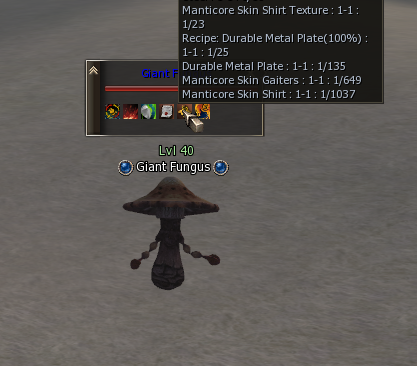 Manticore Skin Shirt Texture : 1-1 :
1/23
Recipe: Durable Metal Plate(100%) :
1-1 : 1/25
Durable Metal Plate : 1-1 : 1/135
Manticore Skin Gaiters : 1-1 : 1/649
Manticore Skin Shirt : 1-1 : 1/1037
Giant
Lvl 40
Giant Fungus